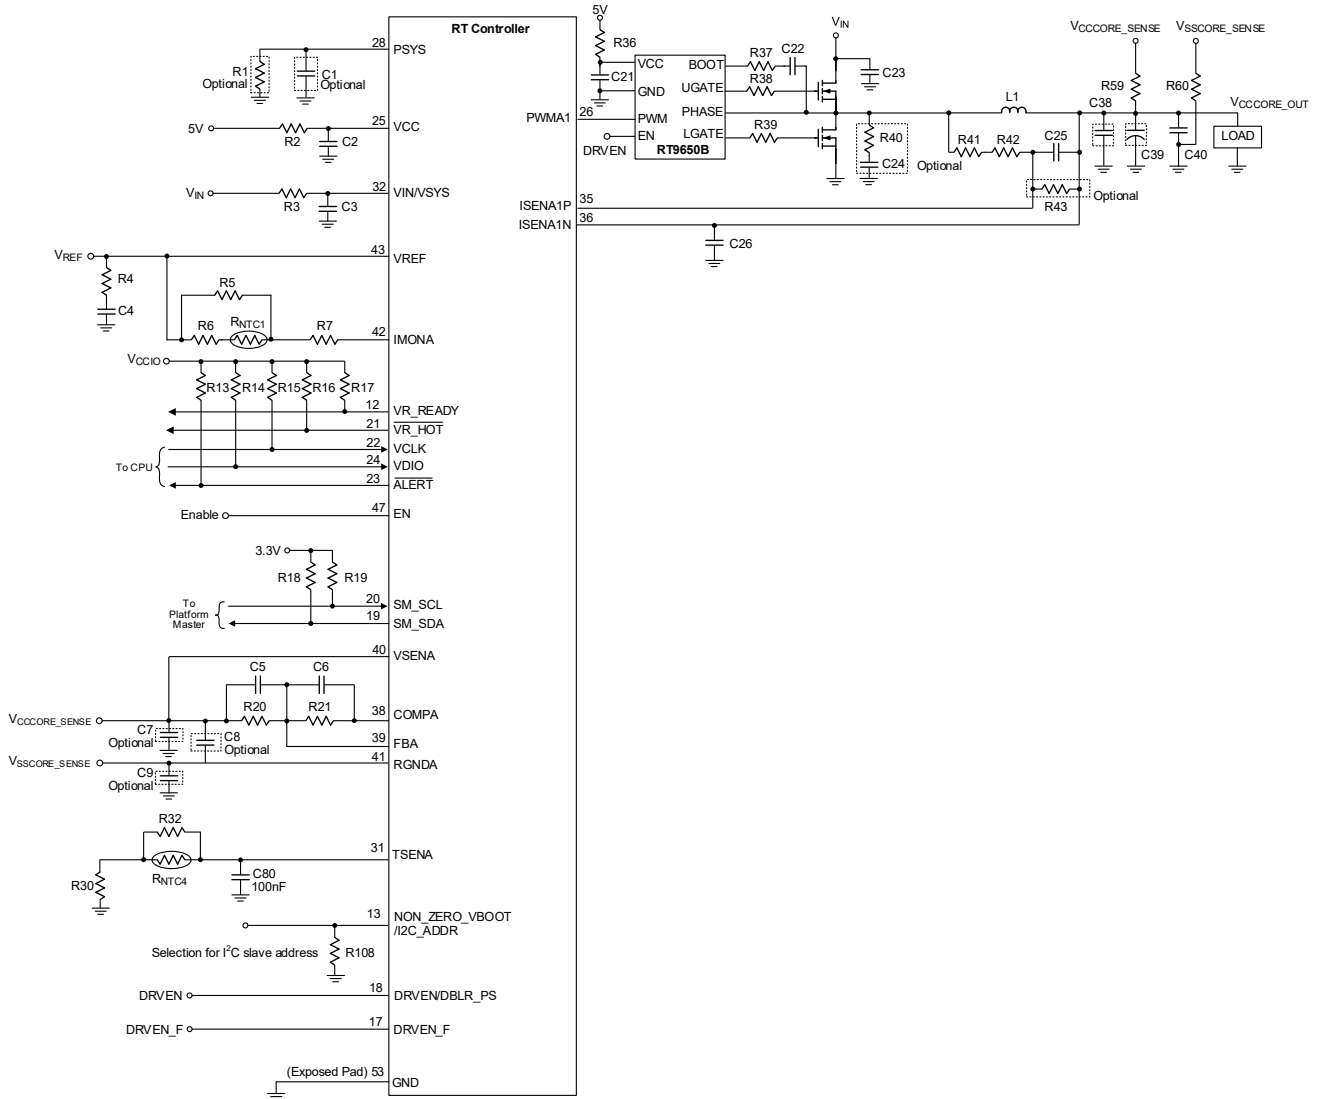 RT Controller
28
PSYS
R1
Optional
C1
Optional
5V
R2
C2
25
VCC
VIN
R3
C3
32
VIN/VSYS
VREF
R4
C4
43
VREF
R5
R6
RNTC1
R7
42
IMONA
VCCIO
R13
R14
R15
R16
R17
12
VR_READY
21
VR_HOT
22
VCLK
24
VDIO
23
ALERT
To CPU
Enable
47
EN
3.3V
R18
R19
To
Platform
Master
20
SM_SCL
19
SM_SDA
40
VSENA
C5
C6
R20
R21
38
COMPA
VCCCORE_SENSE
C7
Optional
C8
Optional
39
FBA
VSSCORE_SENSE
C9
Optional
41
RGNDA
R32
RNTC4
R30
C80
100nF
31
TSENA
13
NON_ZERO_VBOOT
/I2C_ADDR
Selection for I2C slave address
R108
DRVEN
18
DRVEN/DBLR_PS
DRVEN_F
17
DRVEN_F
(Exposed Pad) 53
GND
5V
R36
C21
VCC
GND
PWM
EN
BOOT
UGATE
PHASE
LGATE
RT9650B
PWMA1
26
DRVEN
R37
C22
R38
R39
VIN
C23
R40
C24
Optional
L1
R41
R42
C25
R43
Optional
ISENA1P
35
ISENA1N
36
C26
VCCCORE_SENSE
VSSCORE_SENSE
R59
R60
C38
C39
C40
VCCCORE_OUT
LOAD